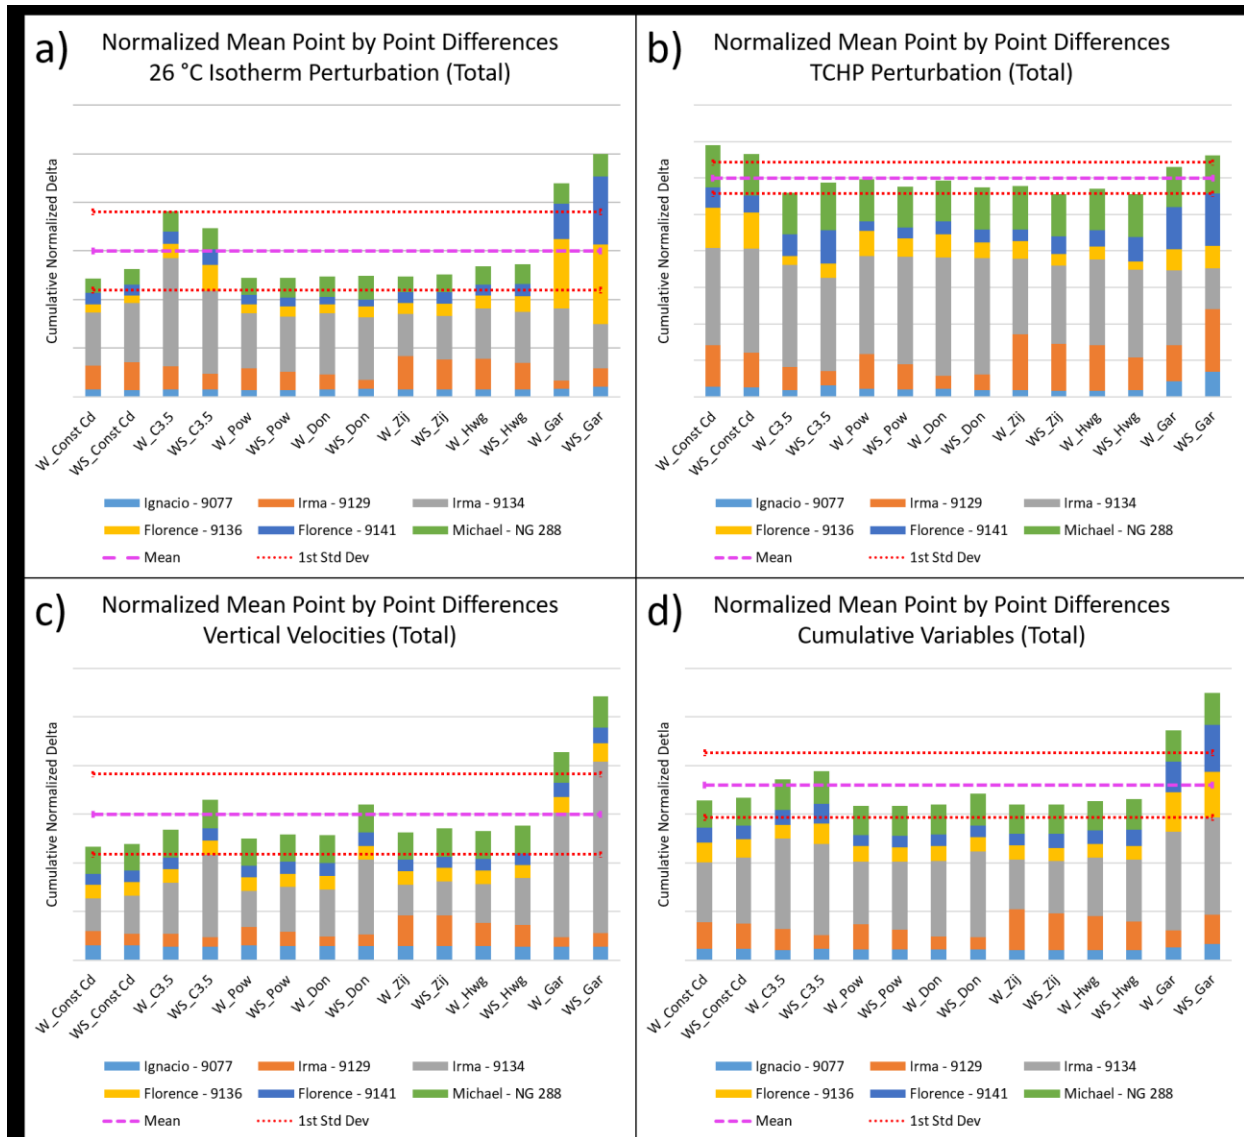 a)
Normalized Mean Point by Point Differences
26 °C Isotherm Perturbation (Total)
Cumulative Normalized Delta
W_Const Cd
WS_Const Cd
W_C3.5
WS_C3.5
W_Pow
WS_Pow
W_Don
WS_Don
W_Zij
WS_Zij
W_Hwg
WS_Hwg
W_Gar
WS_Gar
Ignacio - 9077
Irma - 9129
Irma - 9134
Florence - 9136
Florence - 9141
Michael - NG 288
Mean
1st Std Dev
b)
Normalized Mean Point by Point Differences
TCHP Perturbation (Total)
Cumulative Normalized Delta
W_Const Cd
WS_Const Cd
W_C3.5
WS_C3.5
W_Pow
WS_Pow
W_Don
WS_Don
W_Zij
WS_Zij
W_Hwg
WS_Hwg
W_Gar
WS_Gar
Ignacio - 9077
Irma - 9129
Irma - 9134
Florence - 9136
Florence - 9141
Michael - NG 288
Mean
1st Std Dev
c)
Normalized Mean Point by Point Differences
Vertical Velocities (Total)
Cumulative Normalized Delta
W_Const Cd
WS_Const Cd
W_C3.5
WS_C3.5
W_Pow
WS_Pow
W_Don
WS_Don
W_Zij
WS_Zij
W_Hwg
WS_Hwg
W_Gar
WS_Gar
Ignacio - 9077
Irma - 9129
Irma - 9134
Florence - 9136
Florence - 9141
Michael - NG 288
Mean
1st Std Dev
d)
Normalized Mean Point by Point Differences
Cumulative Variables (Total)
Cumulative Normalized Delta
W_Const Cd
WS_Const Cd
W_C3.5
WS_C3.5
W_Pow
WS_Pow
W_Don
WS_Don
W_Zij
WS_Zij
W_Hwg
WS_Hwg
W_Gar
WS_Gar
Ignacio - 9077
Irma - 9129
Irma - 9134
Florence - 9136
Florence - 9141
Michael - NG 288
Mean
1st Std Dev